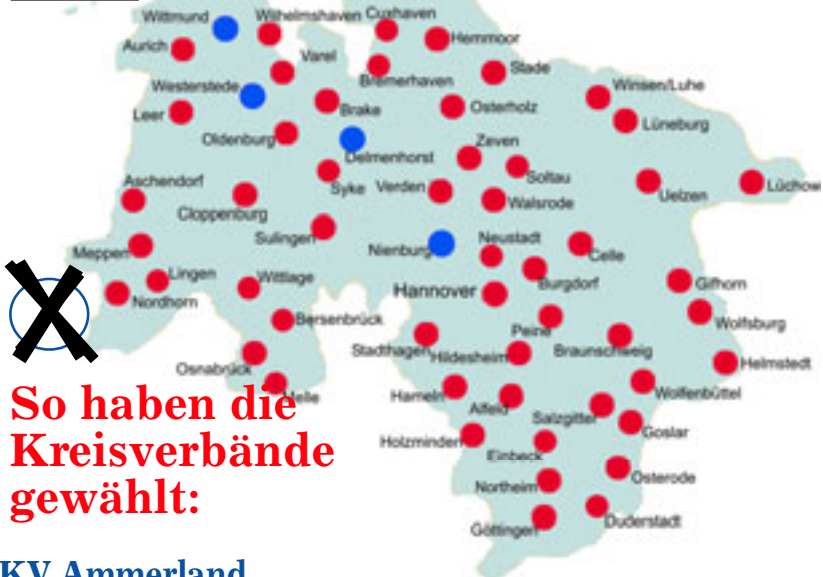 Wittmund
Wilhelmshaven
Cuxhaven
Hemmoor
Aurich
Varel
Bremerhaven
Stade
Westerstede
Winsen/Luhe
Leer
Brake
Osterholz
Lüneburg
Oldenburg
Delmenhorst
Zeven
Aschendorf
Syke
Verden
Soltau
Walsrode
Uelzen
Lüchow
Cloppenburg
Sulingen
Nienburg
Neustadt
Celle
Meppen
Lingen
Wittlage
Hannover
Burgdorf
Gifhorn
Nordhorn
Bersenbrück
Peine
Wolfsburg
Stadthagen
Hildesheim
Braunschweig
Helmstedt
Osnabrück
Melle
Hameln
Alfeld
Salzgitter
Wolfenbüttel
Goslar
Holzminden
Einbeck
Northeim
Osterode
Göttingen
Duderstadt
So haben die
Kreisverbände
gewählt:
KV Ammerland